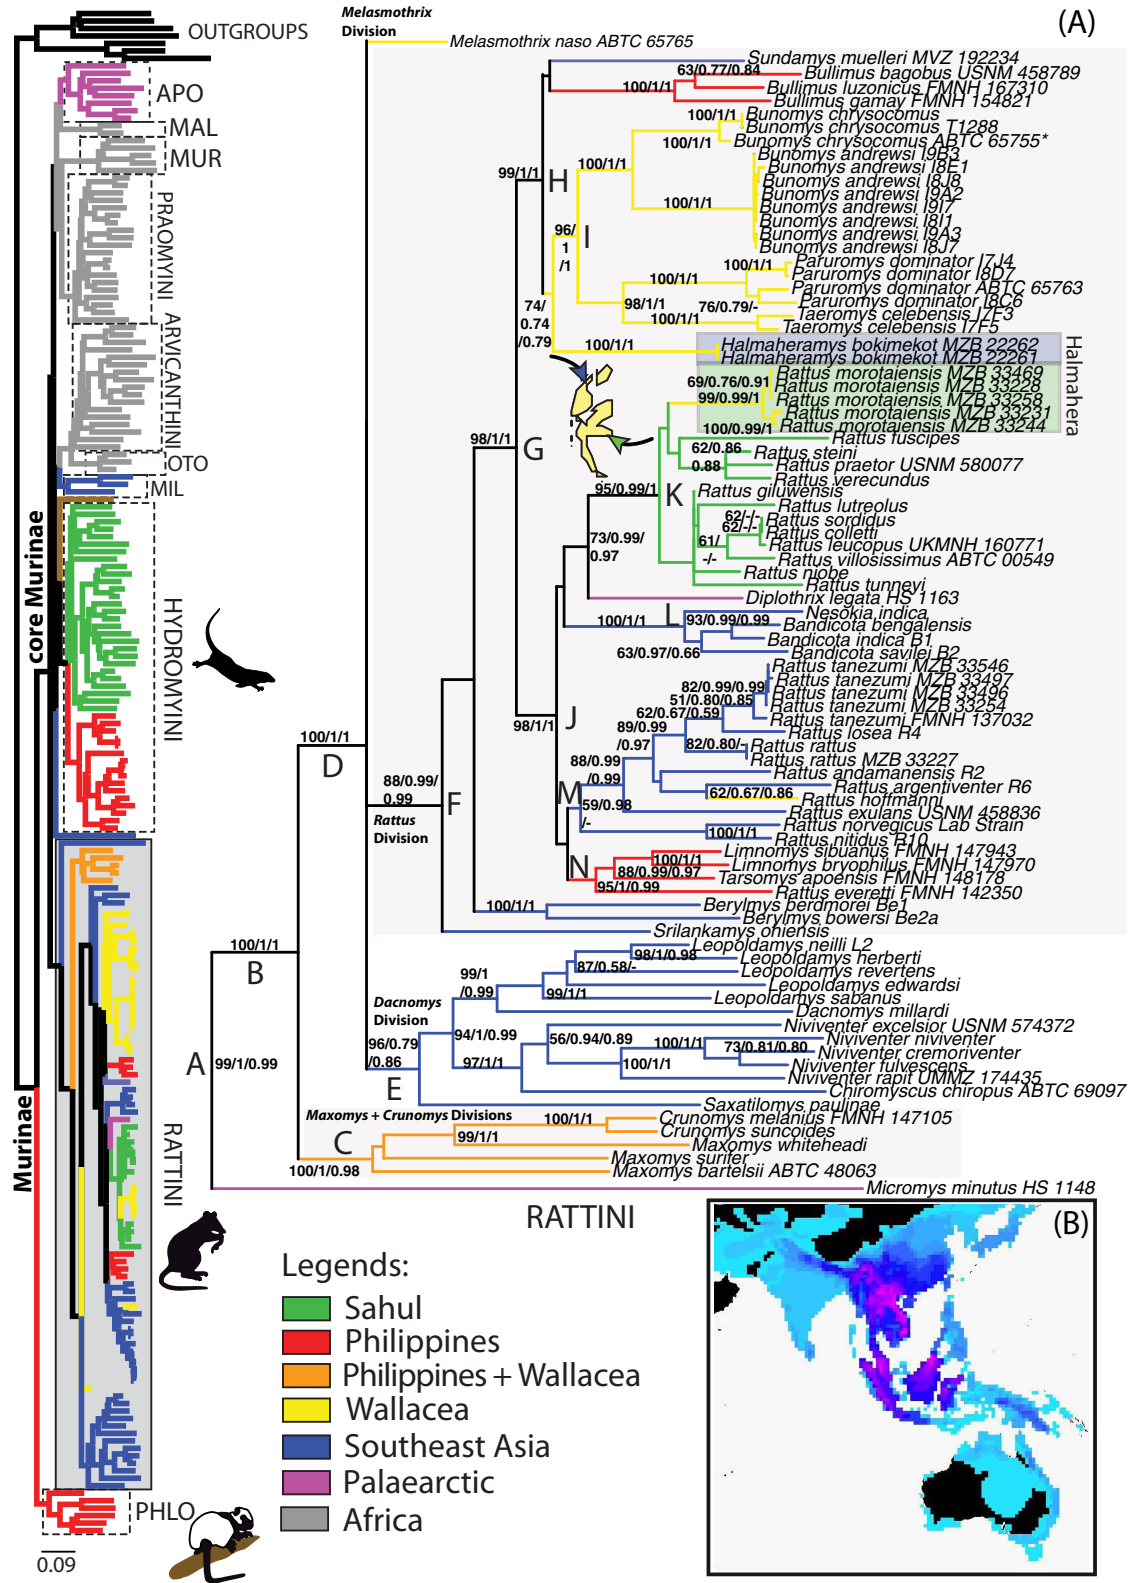 (A)
OUTGROUPS
APO
MAL
MUR
PRAOMYINI
ARVICANTHINI
OTO
MIL
core Murinae
HYDROMYINI
Murinae
RATTINI
PHLO
0.09
Melasmothrix
Division
Melasmothrix naso ABTC 65765
Sundamys muelleri MVZ 192234
63/0.77/0.84
Bullimus bagobus USNM 458789
100/1/1
Bullimus luzonicus FMNH 167310
Bullimus gamay FMNH 154821
100/1/1
Bunomys chrysocomus
Bunomys chrysocomus T1288
100/1/1
Bunomys chrysocomus ABTC 65755*
Bunomys andrewsi I9B3
100/1/1
Bunomys andrewsi I8E1
99/1/1
H
Bunomys andrewsi I8J8
Bunomys andrewsi I9A2
100/1/1
Bunomys andrewsi I9I7
Bunomys andrewsi I8I1
96/
1
/1
I
Bunomys andrewsi I9A3
Bunomys andrewsi I8J7
100/1/1
Paruromys dominator I7J4
Paruromys dominator I8D7
100/1/1
Paruromys dominator ABTC 65763
98/1/1
76/0.79/-
Paruromys dominator I8C6
74/
0.74
/0.79
100/1/1
Taeromys celebensis I7F3
Taeromys celebensis I7F5
100/1/1
Halmaheramys bokimekot MZB 22262
Halmaheramys bokimekot MZB 22261
Halmahera
Rattus morotaiensis MZB 33469
69/0.76/0.91
Rattus morotaiensis MZB 33228
99/0.99/1
Rattus morotaiensis MZB 33258
Rattus morotaiensis MZB 33231
100/0.99/1
Rattus morotaiensis MZB 33244
98/1/1
G
Rattus fuscipes
62/0.86
0.88
Rattus steini
Rattus praetor USNM 580077
Rattus verecundus
95/0.99/1
K
Rattus giluwensis
Rattus lutreolus
62/-/-
Rattus sordidus
62/-/-
Rattus colletti
73/0.99/
0.97
61/
-/-
Rattus leucopus UKMNH 160771
Rattus villosissimus ABTC 00549
Rattus niobe
Rattus tunneyi
Diplothrix legata HS 1163
100/1/1
L
Nesokia indica
93/0.99/0.99
Bandicota bengalensis
Bandicota indica B1
63/0.97/0.66
Bandicota savilei B2
Rattus tanezumi MZB 33546
Rattus tanezumi MZB 33497
82/0.99/0.99
Rattus tanezumi MZB 33496
51/0.80/0.85
Rattus tanezumi MZB 33254
98/1/1
J
62/0.67/0.59
Rattus tanezumi FMNH 137032
89/0.99
/0.97
Rattus losea R4
82/0.80/-
Rattus rattus
Rattus rattus MZB 33227
88/0.99
/0.99
Rattus andamanensis R2
Rattus argentiventer R6
M
62/0.67/0.86
Rattus hoffmanni
59/0.98
/-
Rattus exulans USNM 458836
Rattus norvegicus Lab Strain
100/1/1
Rattus nitidus R10
N
Limnomys sibuanus FMNH 147943
100/1/1
Limnomys bryophilus FMNH 147970
88/0.99/0.97
Tarsomys apoensis FMNH 148178
95/1/0.99
Rattus everetti FMNH 142350
100/1/1
D
88/0.99/
0.99
F
Rattus
Division
100/1/1
Berylmys berdmorei Be1
Berylmys bowersi Be2a
Srilankamys ohiensis
100/1/1
B
Leopoldamys neilli L2
98/1/0.98
Leopoldamys herberti
87/0.58/-
Leopoldamys revertens
99/1
/0.99
Leopoldamys edwardsi
99/1/1
Leopoldamys sabanus
Dacnomys
Division
Dacnomys millardi
Niviventer excelsior USNM 574372
94/1/0.99
56/0.94/0.89
Niviventer niviventer
100/1/1
73/0.81/0.80
Niviventer cremoriventer
96/0.79
/0.86
97/1/1
100/1/1
Niviventer fulvescens
Niviventer rapit UMMZ 174435
E
Chiromyscus chiropus ABTC 69097
Saxatilomys paulinae
A
99/1/0.99
Maxomys + Crunomys Divisions
100/1/1
Crunomys melanius FMNH 147105
Crunomys suncoides
C
99/1/1
Maxomys whiteheadi
Maxomys surifer
100/1/0.98
Maxomys bartelsii ABTC 48063
Micromys minutus HS 1148
RATTINI
(B)
Legends:
Sahul
Philippines
Philippines + Wallacea
Wallacea
Southeast Asia
Palaearctic
Africa